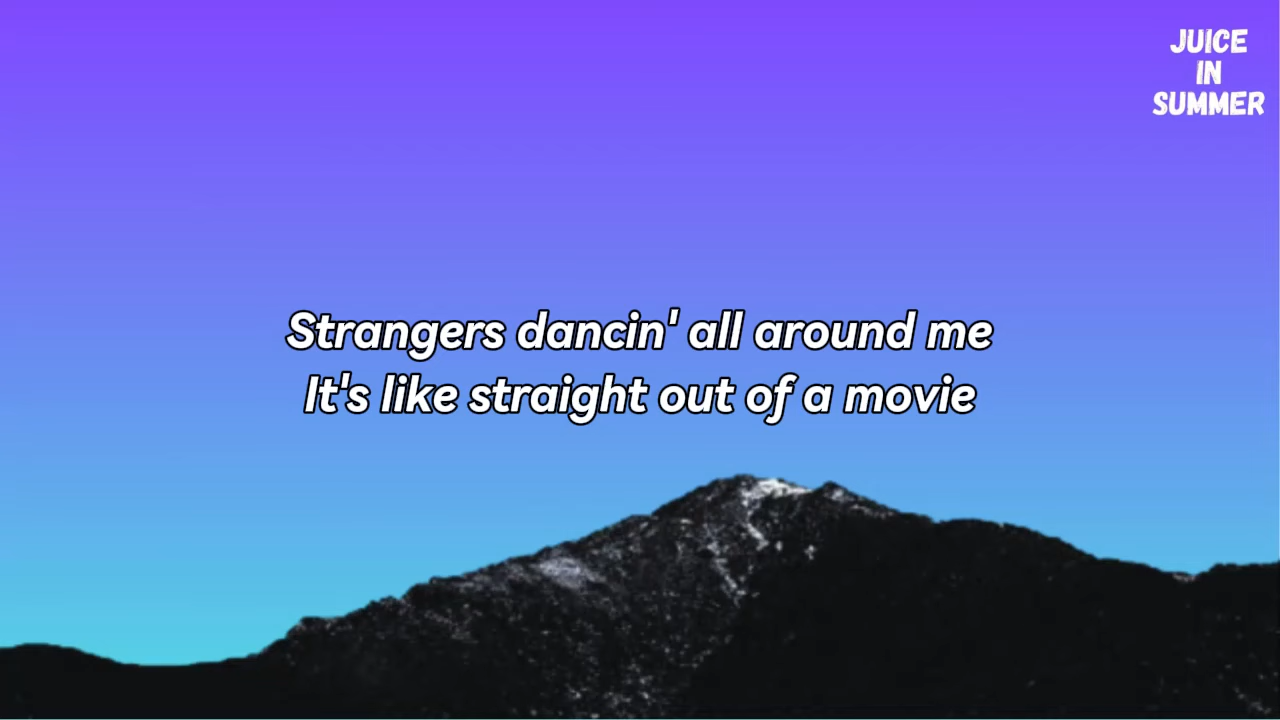 JUICE
IN
SUMMER
Strangers dancin' all around me
It's like straight out of a movie